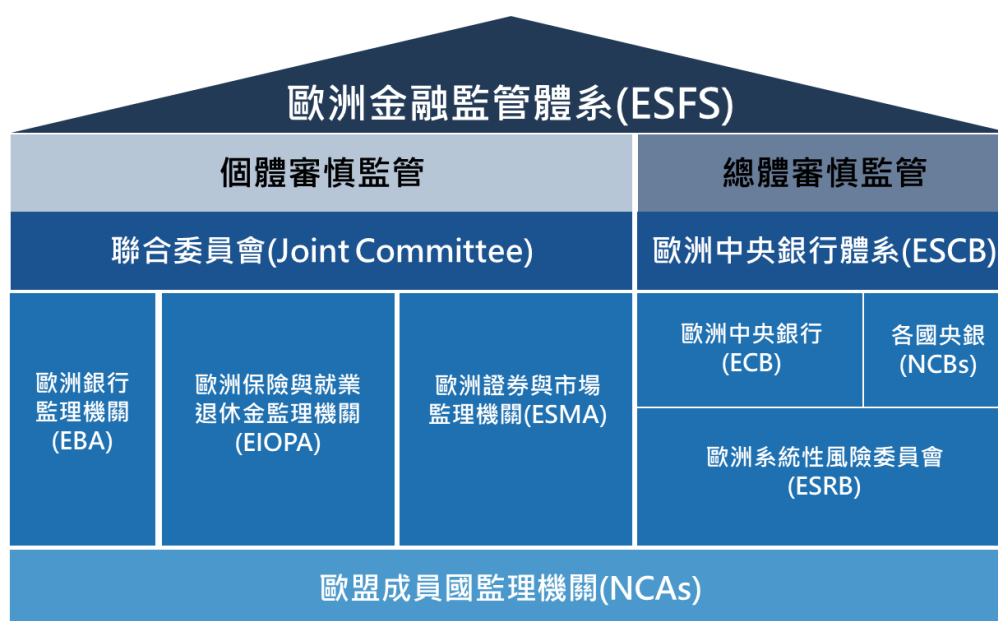 歐洲金融監管體系(ESFS)
個體審慎監管
總體審慎監管
聯合委員會(Joint Committee)
歐洲中央銀行體系(ESCB)
歐洲銀行
監理機關
(EBA)
歐洲保險與就業
退休金監理機關
(EIOPA)
歐洲證券與市場
監理機關(ESMA)
歐洲中央銀行
(ECB)
各國央銀
(NCBs)
歐洲系統性風險委員會
(ESRB)
歐盟成員國監理機關(NCAs)